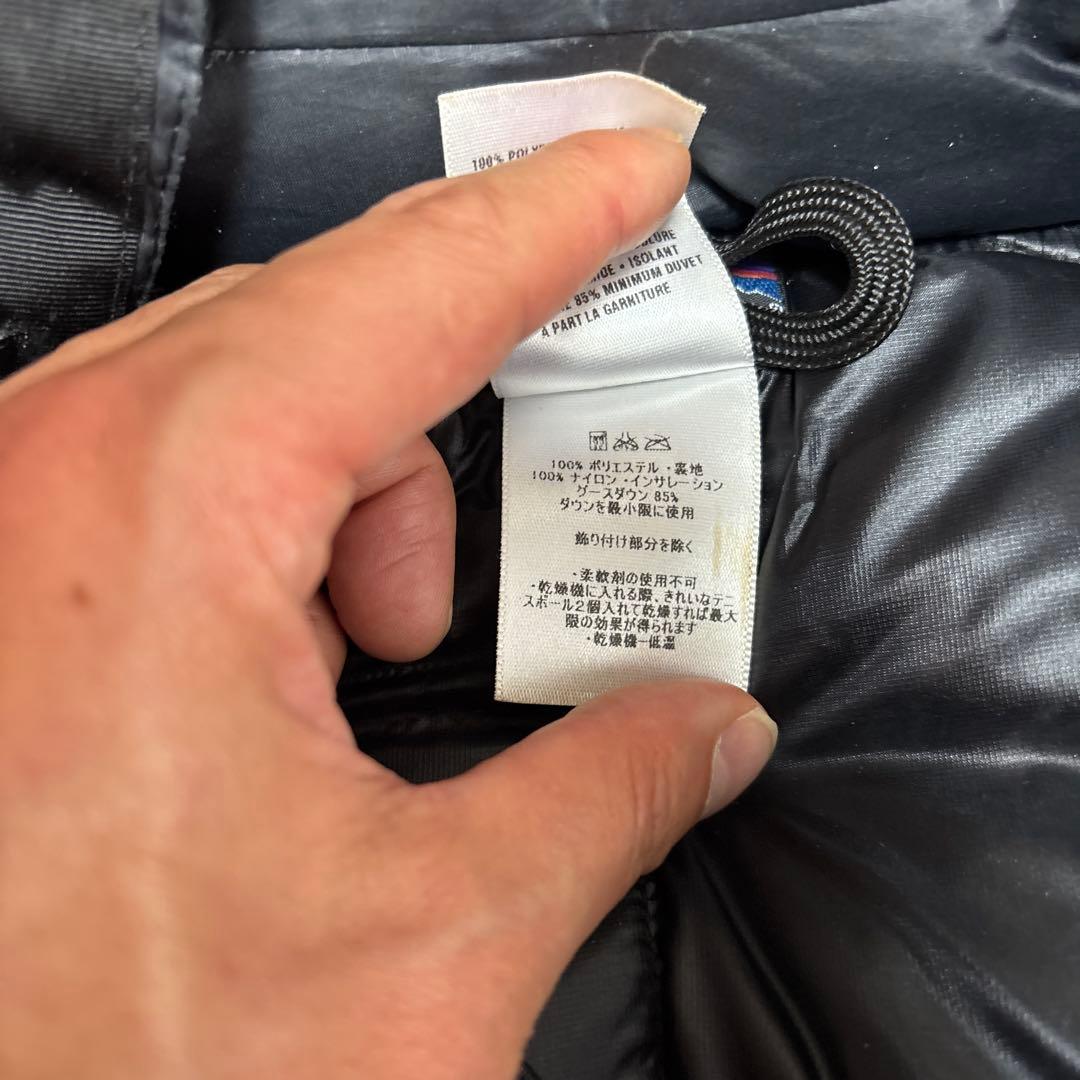 100%
• ISOLANT
85% MINIMUM DUVET
À PART LA GARNITURE
100% ポリエステル・裏地
100% ナイロン・インサレーション
グースダウン 85%
ダウンを最小限に使用
飾り付け部分を除く
・柔軟剤の使用不可
・乾燥機に入れる際、きれいなテニ
スボール2個入れて乾燥すれば最大
限の効果が得られます
・乾燥機ー低温